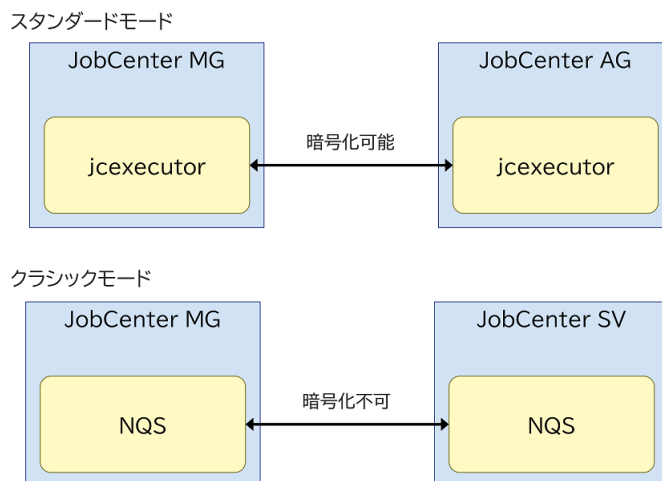 スタンダードモード
JobCenter MG
JobCenter AG
jcexecutor
暗号化可能
jcexecutor
クラシックモード
JobCenter MG
JobCenter SV
NQS
暗号化不可
NQS